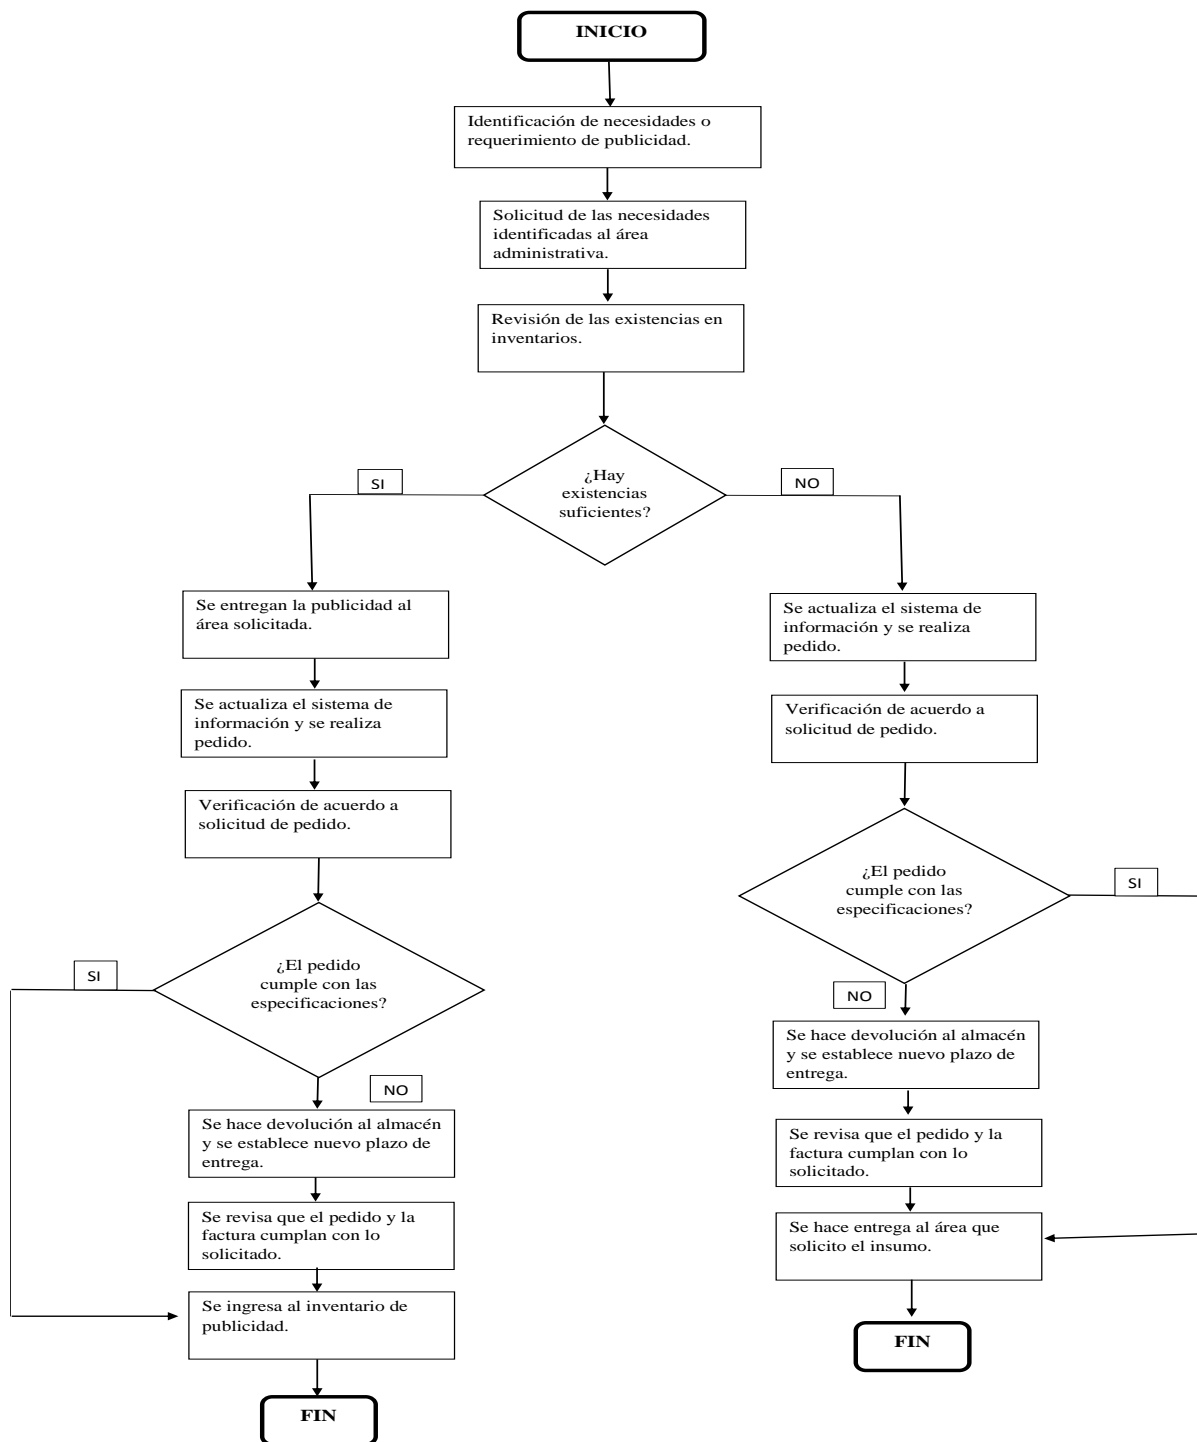 INICIO
Identificación de necesidades o
requerimiento de publicidad.
Solicitud de las necesidades
identificadas al área
administrativa.
Revisión de las existencias en
inventarios.
¿Hay
existencias
suficientes?
SI
NO
Se entregan la publicidad al
área solicitada.
Se actualiza el sistema de
información y se realiza
pedido.
Verificación de acuerdo a
solicitud de pedido.
¿El pedido
cumple con las
especificaciones?
SI
NO
Se hace devolución al almacén
y se establece nuevo plazo de
entrega.
Se revisa que el pedido y la
factura cumplan con lo
solicitado.
Se ingresa al inventario de
publicidad.
FIN
Se actualiza el sistema de
información y se realiza
pedido.
Verificación de acuerdo a
solicitud de pedido.
¿El pedido
cumple con las
especificaciones?
SI
NO
Se hace devolución al almacén
y se establece nuevo plazo de
entrega.
Se revisa que el pedido y la
factura cumplan con lo
solicitado.
Se hace entrega al área que
solicito el insumo.
FIN